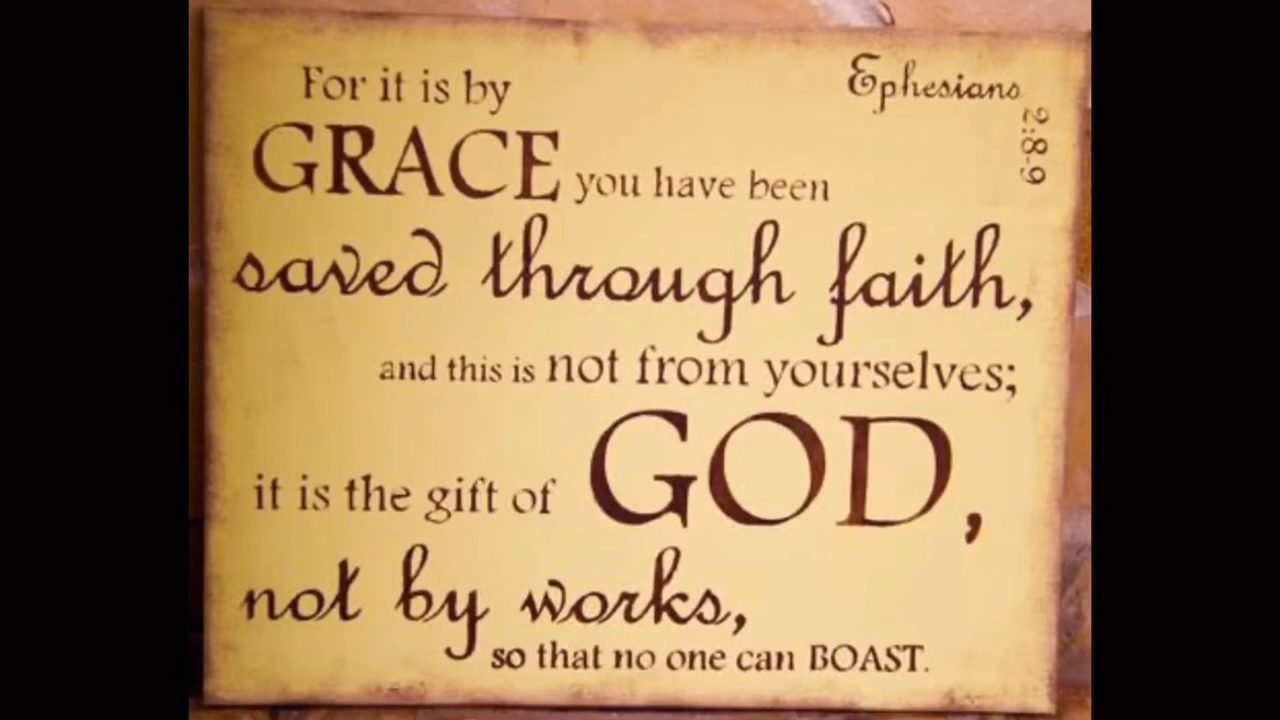 For it is by
Ephesians
2:8-9
GRACE you have been
saved through faith,
and this is not from yourselves;
it is the gift of GOD,
not by works,
so that no one can BOAST.